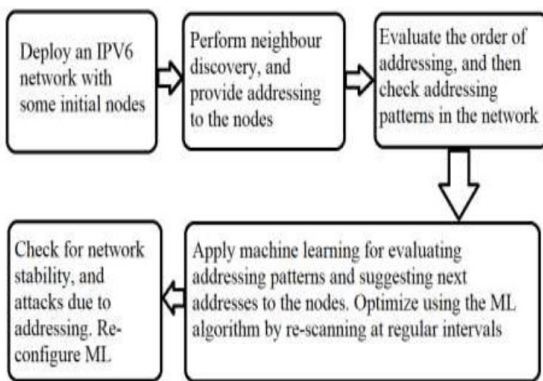 Deploy an IPV6
network with
some initial nodes
Perform neighbour
discovery, and
provide addressing
to the nodes
Evaluate the order of
addressing, and then
check addressing
patterns in the network
Apply machine learning for evaluating
addressing patterns and suggesting next
addresses to the nodes. Optimize using the ML
algorithm by re-scanning at regular intervals
Check for network
stability, and
attacks due to
addressing. Re-
configure ML